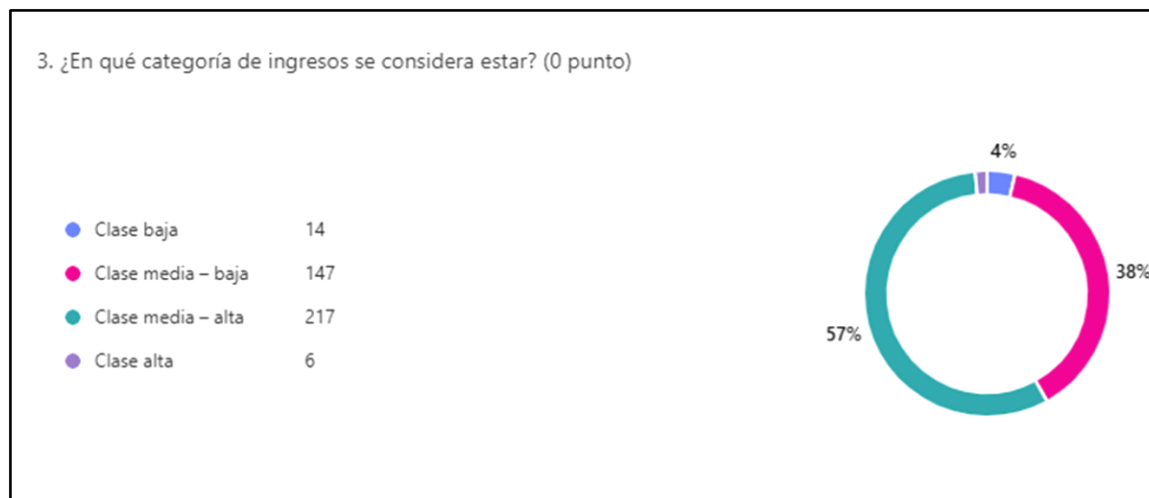 3. ¿En qué categoría de ingresos se considera estar? (0 punto)
Clase baja 14
Clase media – baja 147
Clase media – alta 217
Clase alta 6
4%
38%
57%